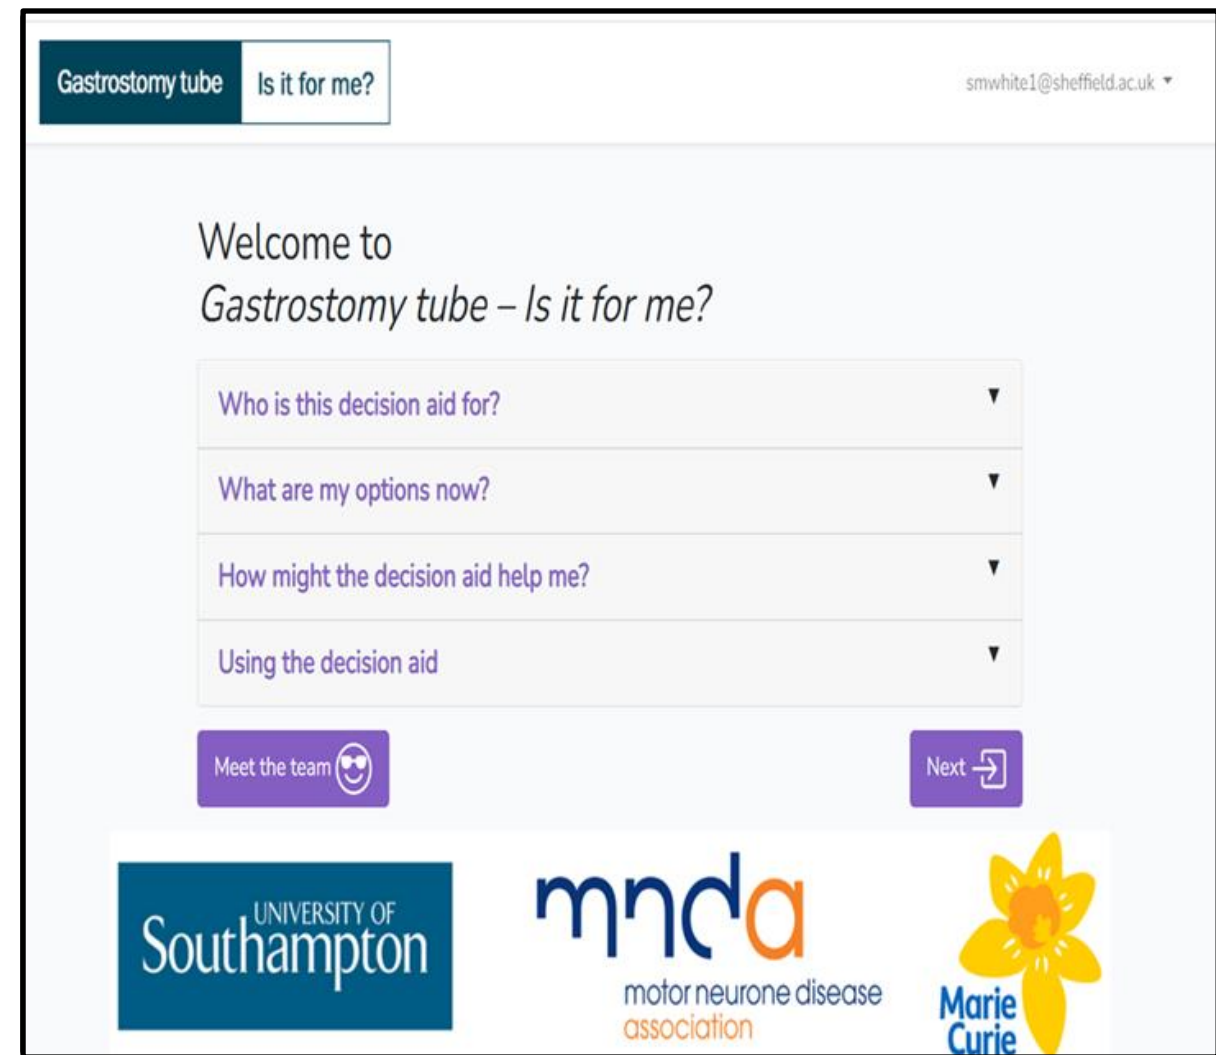 Gastrostomy tube Is it for me?
smwhite1@sheffield.ac.uk
Welcome to
Gastrostomy tube – Is it for me?
Who is this decision aid for?
What are my options now?
How might the decision aid help me?
Using the decision aid
Meet the team
Next
UNIVERSITY OF
Southampton
mnda
motor neurone disease
association
Marie
Curie